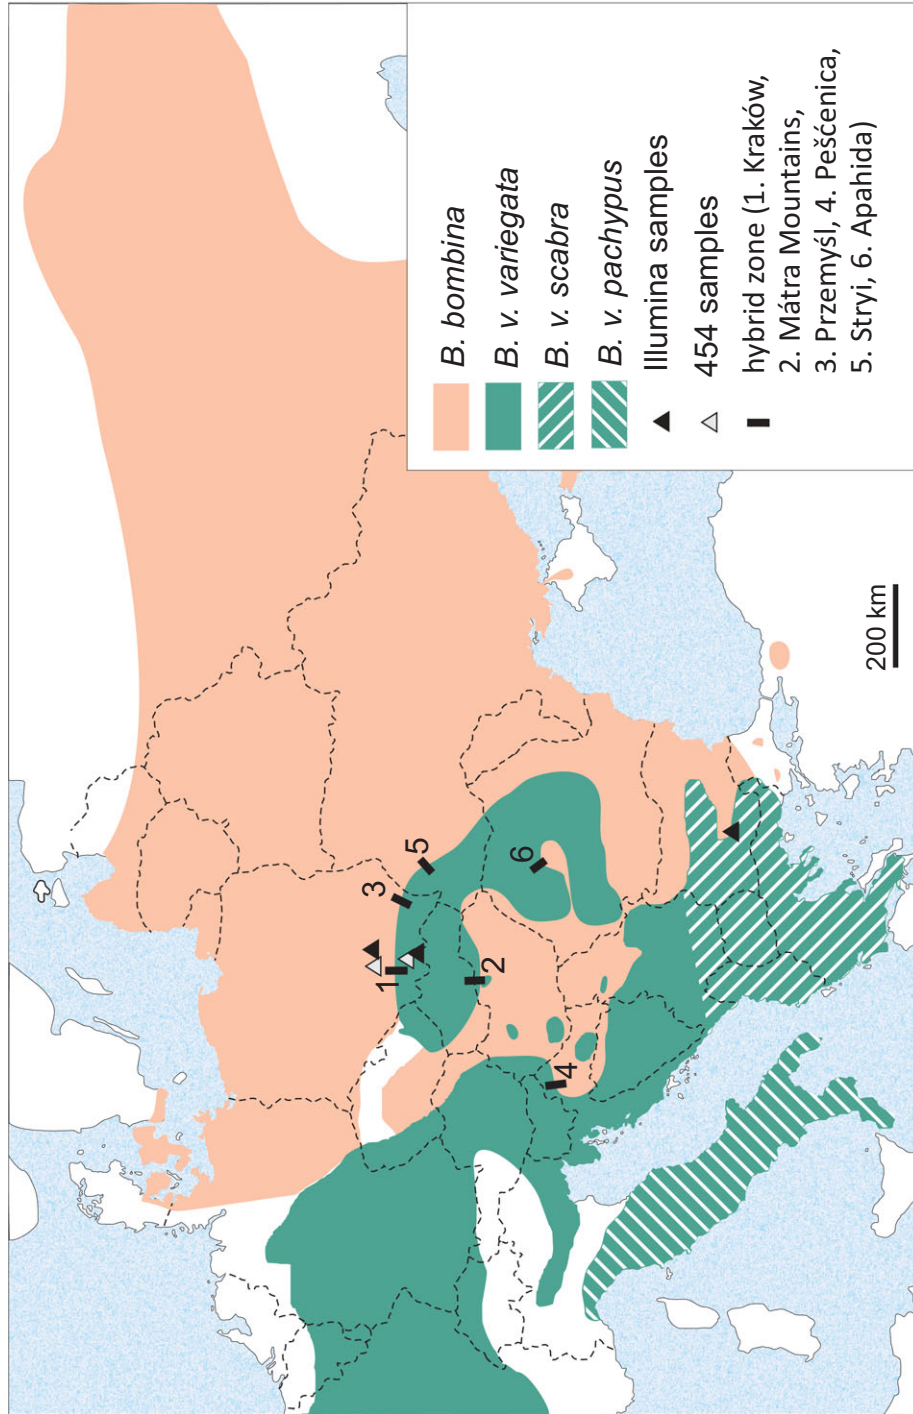 B. bombina
B. v. variegata
B. v. scabra
B. v. pachypus
Illumina samples
454 samples
hybrid zone (1. Kraków,
2. Mátra Mountains,
3. Przemyśl, 4. Pešćenica,
5. Stryi, 6. Apahida)
200 km
1
2
3
4
5
6